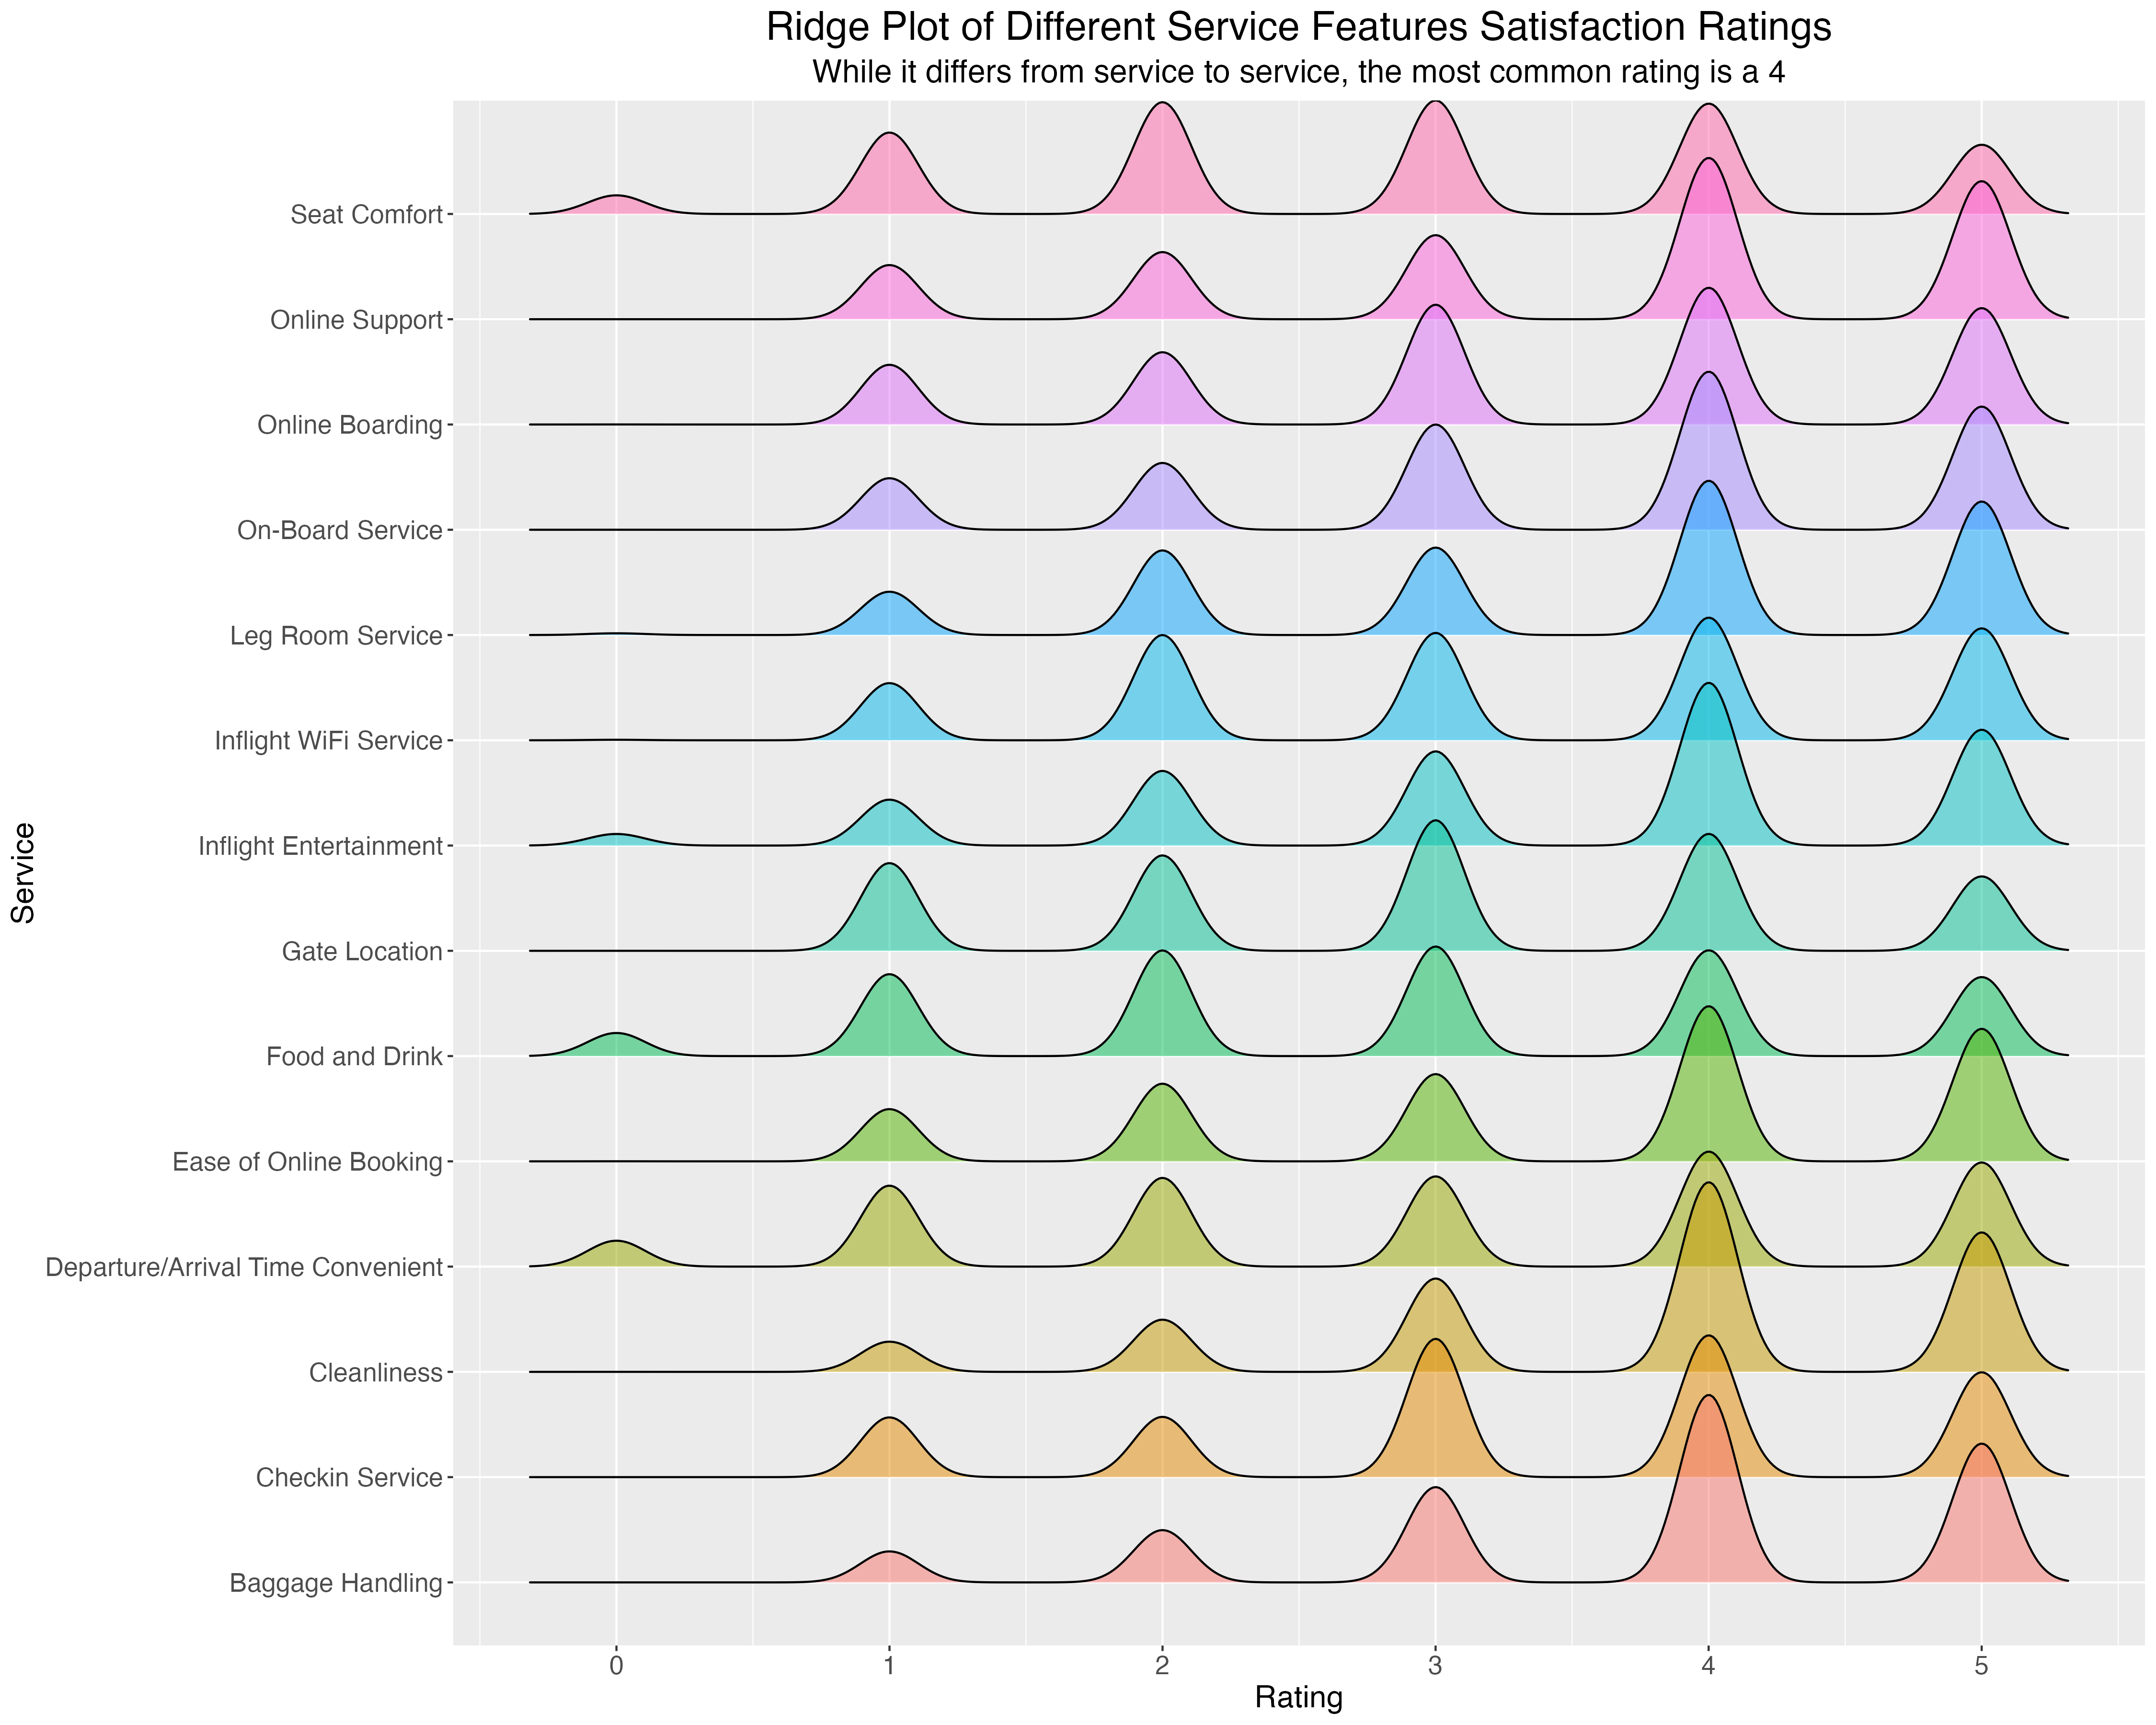 Ridge Plot of Different Service Features Satisfaction Ratings
While it differs from service to service, the most common rating is a 4
Seat Comfort
Online Support
Online Boarding
On-Board Service
Leg Room Service
Inflight WiFi Service
Inflight Entertainment
Gate Location
Food and Drink
Ease of Online Booking
Departure/Arrival Time Convenient
Cleanliness
Checkin Service
Baggage Handling
Service
0 1 2 3 4 5
Rating